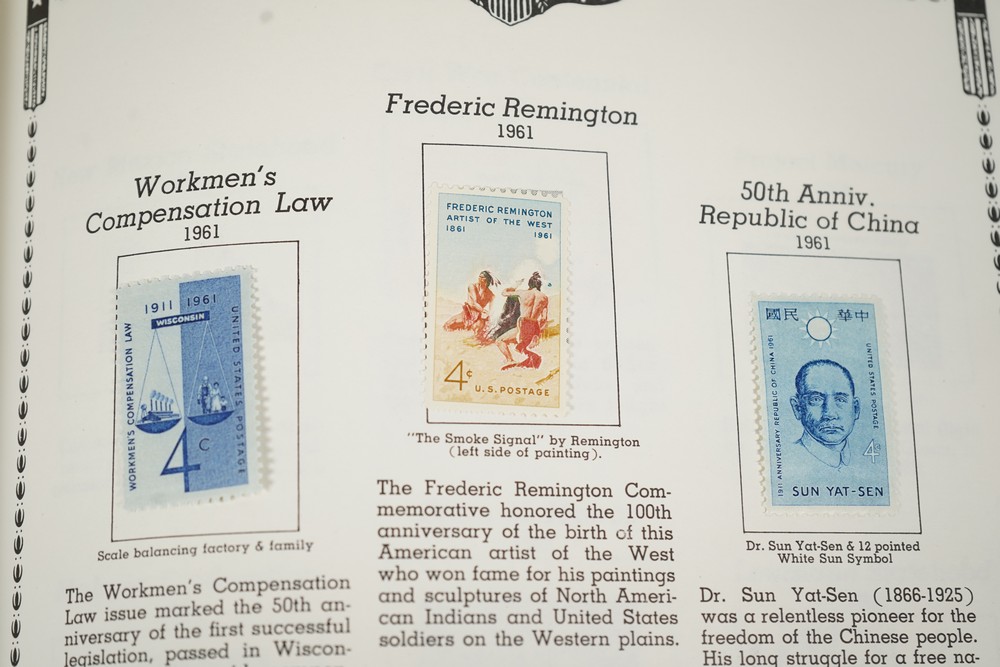 Workmen's
Compensation Law
1961
1911 1961
WISCONSIN
WORKMEN'S COMPENSATION LAW
UNITED STATES POSTAGE
4 C
Scale balancing factory & family
The Workmen's Compensation
Law issue marked the 50th an-
niversary of the first successful
legislation, passed in Wiscon-
Frederic Remington
1961
FREDERIC REMINGTON
ARTIST OF THE WEST
1861 1961
4¢
U.S. POSTAGE
"The Smoke Signal" by Remington
(left side of painting).
The Frederic Remington Com-
memorative honored the 100th
anniversary of the birth of this
American artist of the West
who won fame for his paintings
and sculptures of North Ameri-
can Indians and United States
soldiers on the Western plains.
50th Anniv.
Republic of China
1961
國民 華中
1911 ANNIVERSARY REPUBLIC OF CHINA 1961
UNITED STATES POSTAGE
4¢
SUN YAT-SEN
Dr. Sun Yat-Sen & 12 pointed
White Sun Symbol
Dr. Sun Yat-Sen (1866-1925)
was a relentless pioneer for the
freedom of the Chinese people.
His long struggle for a free na-